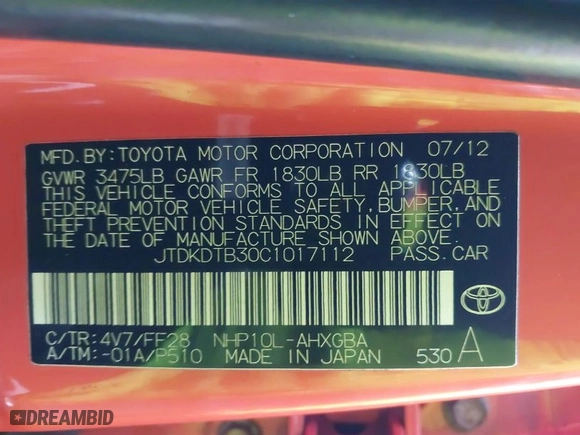 MFD. BY: TOYOTA MOTOR CORPORATION 07/12
GVWR 3475LB GAWR FR 1830LB RR 1830LB
THIS VEHICLE CONFORMS TO ALL APPLICABLE
FEDERAL MOTOR VEHICLE SAFETY, BUMPER, AND
THEFT PREVENTION STANDARDS IN EFFECT ON
THE DATE OF MANUFACTURE SHOWN ABOVE.
JTDKDTB30C1017112 PASS. CAR
C/TR: 4V7/FF28 NHP10L-AHXGBA
A/TM: -01A/P510 MADE IN JAPAN 530 A
DREAMBID